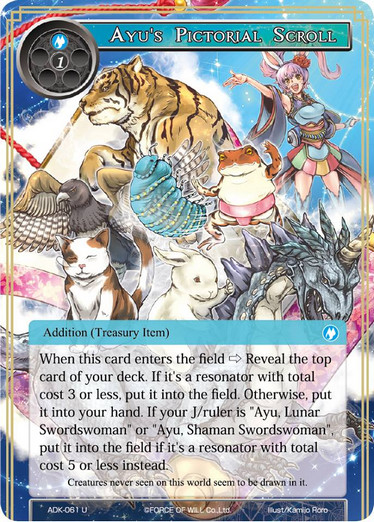 Ayu's Pictorial Scroll
1
Addition (Treasury Item)
When this card enters the field ⇨ Reveal the top
card of your deck. If it's a resonator with total
cost 3 or less, put it into the field. Otherwise, put
it into your hand. If your J/ruler is "Ayu, Lunar
Swordswoman" or "Ayu, Shaman Swordswoman",
put it into the field if it's a resonator with total
cost 5 or less instead.
Creatures never seen on this world seem to be drawn in it.
ADK-061 U ©FORCE OF WILL Co.,Ltd. Illust/Kamijo Roro